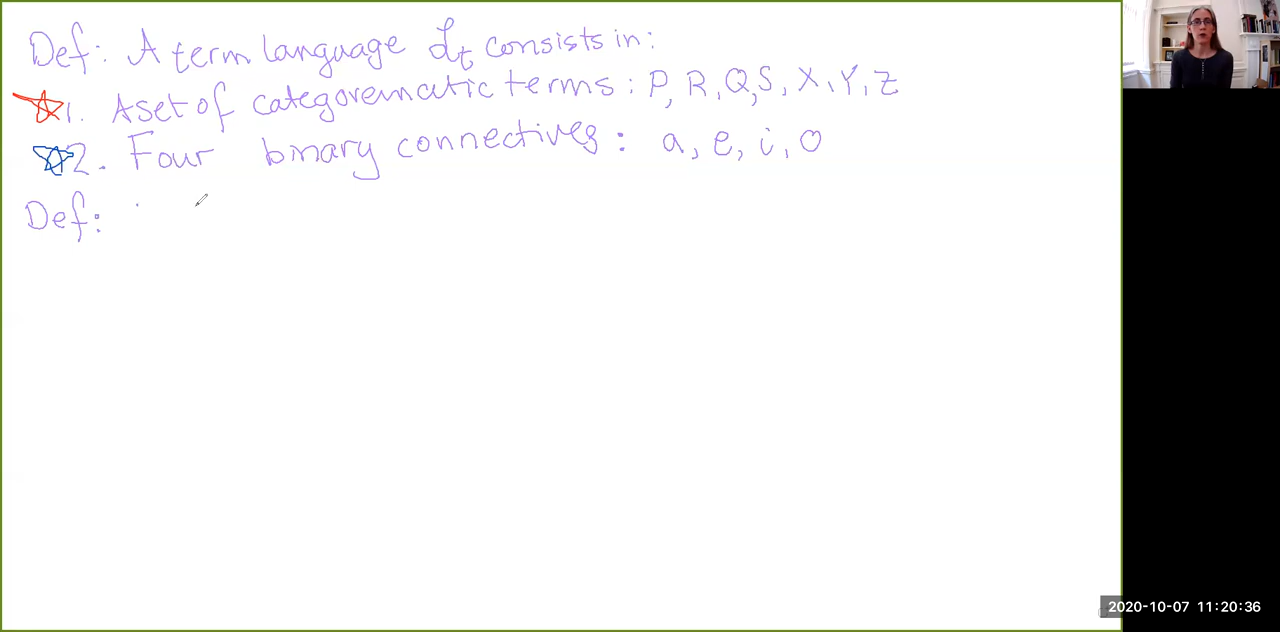 Def: A term language Lt consists in:
1. A set of categorematic terms: P, R, Q, S, X, Y, Z
2. Four binary connectives: a, e, i, o
Def:
2020-10-07 11:20:36